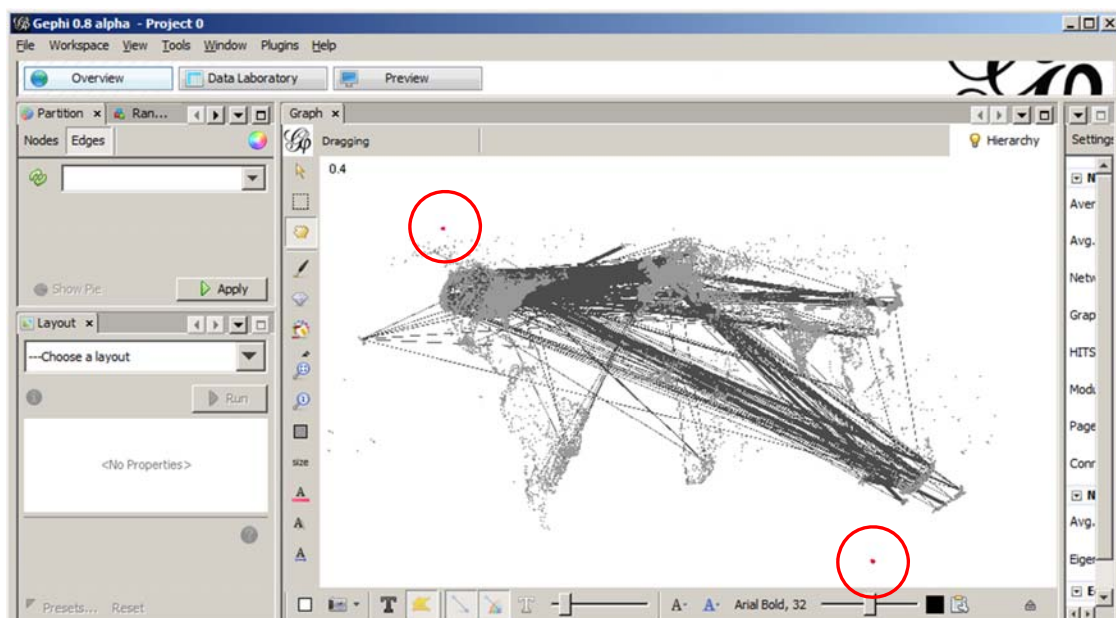 Gephi 0.8 alpha - Project 0
File Workspace View Tools Window Plugins Help
Overview Data Laboratory Preview
Partition x Ran...
Nodes Edges
Show Pie Apply
Layout x
---Choose a layout
Run
<No Properties>
Presets... Reset
Graph x
Dragging
Hierarchy
0.4
size
A
A
A
T T A- A- Arial Bold, 32
Settings
N
Aver
Avg.
Netw
Grap
HITS
Modu
Page
Conn
N
Avg.
Eigen
E